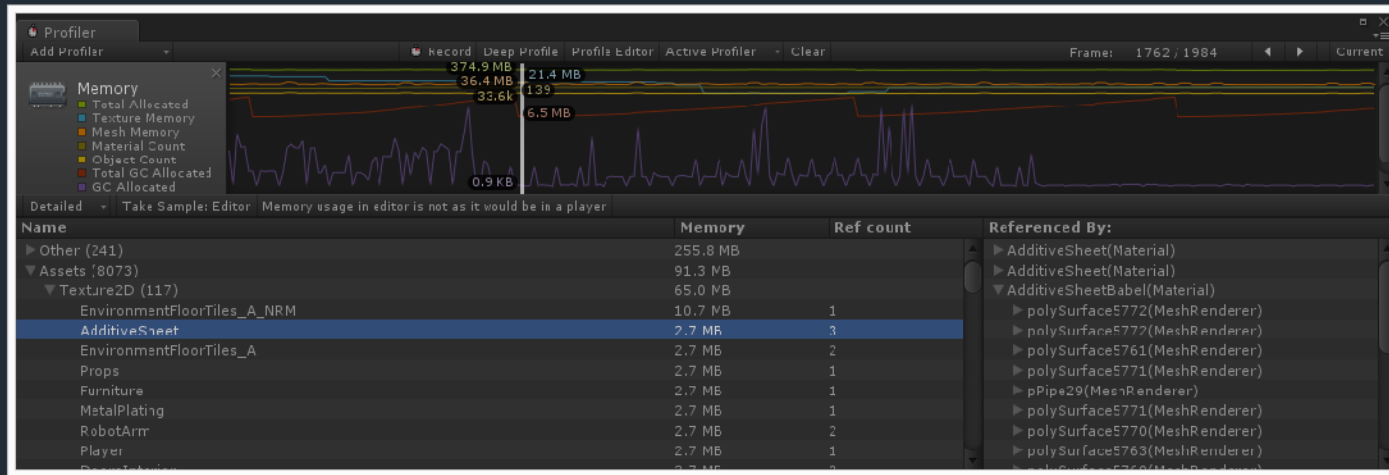 Profiler
Add Profiler Record Deep Profile Profile Editor Active Profiler Clear Frame: 1762 / 1984 Current
Memory
Total Allocated
Texture Memory
Mesh Memory
Material Count
Object Count
Total GC Allocated
GC Allocated
374.9 MB
36.4 MB 21.4 MB
33.6k 139
6.5 MB
0.9 KB
Detailed Take Sample: Editor Memory usage in editor is not as it would be in a player
Name Memory Ref count Referenced By:
Other (241) 255.8 MB AdditiveSheet(Material)
Assets (8073) 91.3 MB AdditiveSheet(Material)
Texture2D (117) 65.0 MB AdditiveSheetBabel(Material)
EnvironmentFloorTiles_A_NRM 10.7 MB 1 polySurface5772(MeshRenderer)
AdditiveSheet 2.7 MB 3 polySurface5772(MeshRenderer)
EnvironmentFloorTiles_A 2.7 MB 2 polySurface5761(MeshRenderer)
Props 2.7 MB 1 polySurface5771(MeshRenderer)
Furniture 2.7 MB 1 pPipe29(MeshRenderer)
MetalPlating 2.7 MB 1 polySurface5771(MeshRenderer)
RobotArm 2.7 MB 2 polySurface5770(MeshRenderer)
Player 2.7 MB 1 polySurface5763(MeshRenderer)